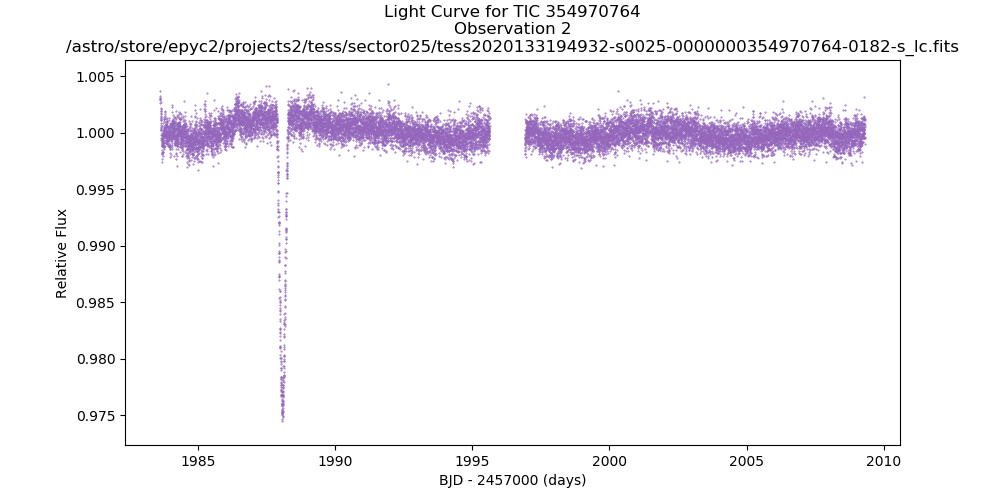 Light Curve for TIC 354970764
Observation 2
/astro/store/epyc2/projects2/tess/sector025/tess2020133194932-s0025-0000000354970764-0182-s_lc.fits
1.005
1.000
0.995
0.990
0.985
0.980
0.975
Relative Flux
1985 1990 1995 2000 2005 2010
BJD - 2457000 (days)